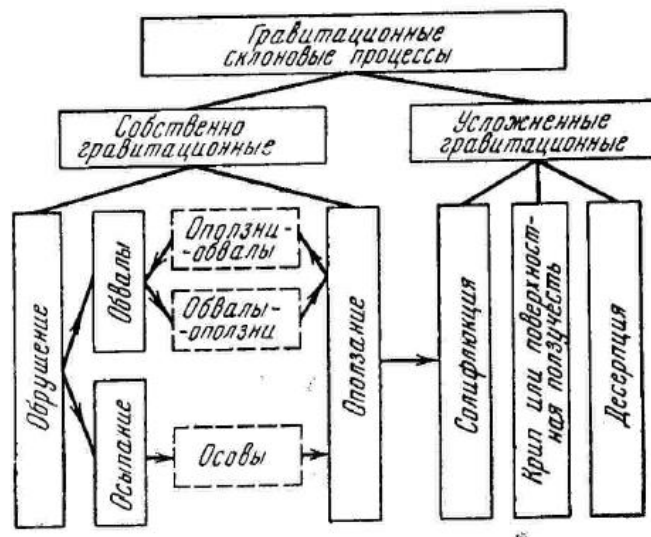 Гравитационные
склоновые процессы
Собственно
гравитационные
Усложненные
гравитационные
Обрушение
Обвалы
Оползни-
-обвалы
Обвалы-
-оползни
Осыпание
Осовы
Оползание
Солифлюкция
Крип или поверхност-
ная ползучесть
Десерпция